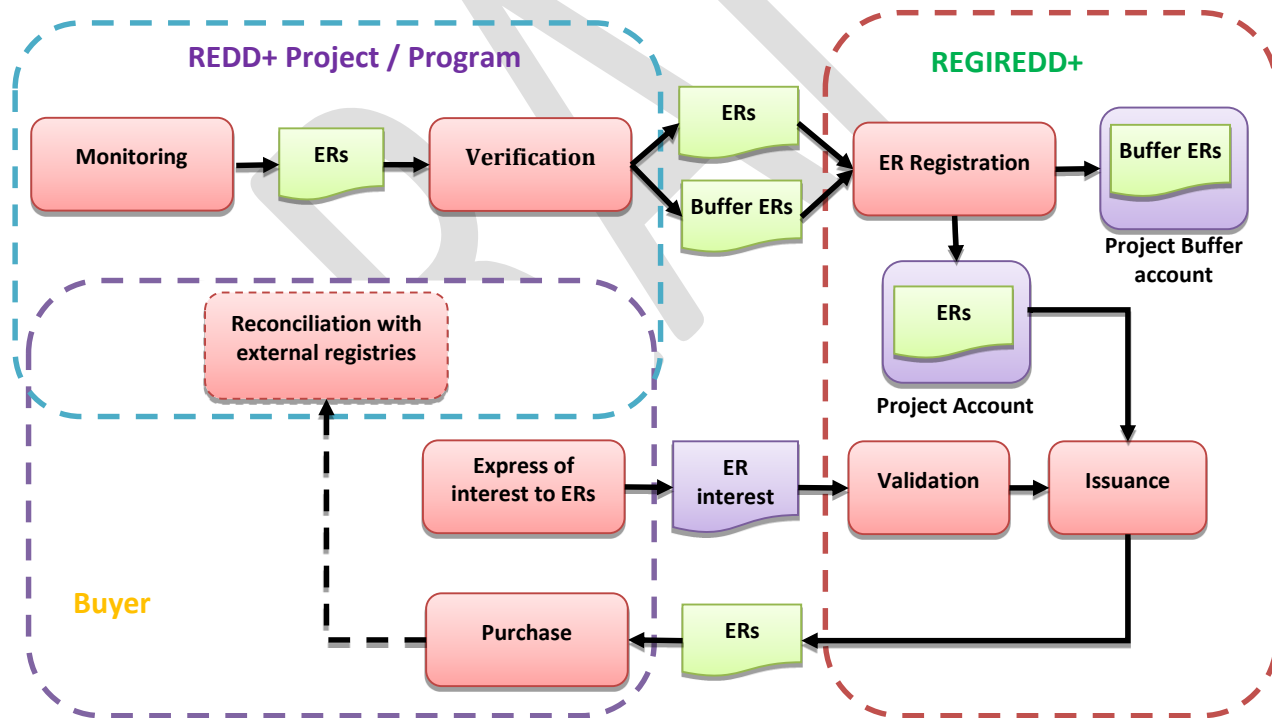 REDD+ Project / Program
REGIREDD+
Monitoring
ERs
Verification
ERs
Buffer ERs
ER Registration
Buffer ERs
Project Buffer
account
ERs
Project Account
Reconciliation with
external registries
Express of
interest to ERs
ER
interest
Validation
Issuance
Buyer
Purchase
ERs